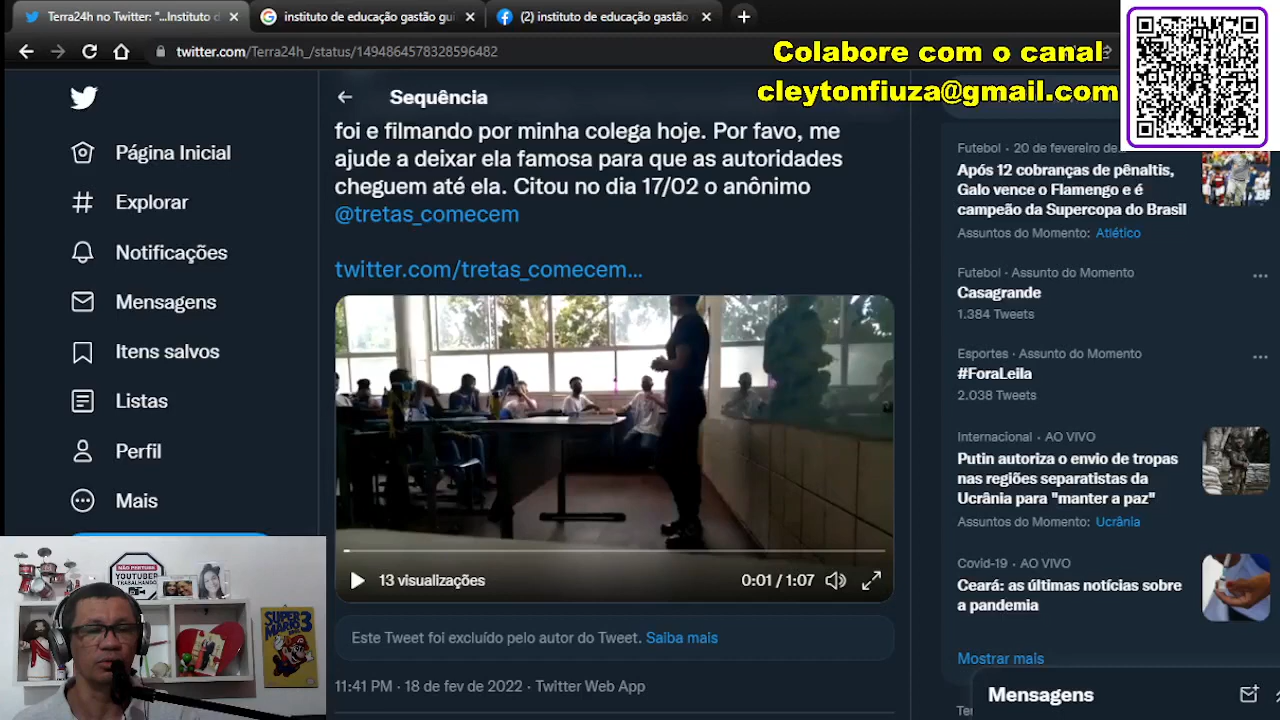 Terra24h no Twitter: "...Instituto d
instituto de educação gastão gui
(2) instituto de educação gastão
twitter.com/Terra24h_/status/1494864578328596482
Colabore com o canal
cleytonfiuza@gmail.com
Página Inicial
Explorar
Notificações
Mensagens
Itens salvos
Listas
Perfil
Mais
Sequência
foi e filmando por minha colega hoje. Por favo, me
ajude a deixar ela famosa para que as autoridades
cheguem até ela. Citou no dia 17/02 o anônimo
@tretas_comecem
twitter.com/tretas_comecem...
13 visualizações
0:01 / 1:07
Este Tweet foi excluído pelo autor do Tweet. Saiba mais
11:41 PM · 18 de fev de 2022 · Twitter Web App
Futebol · 20 de fevereiro de
Após 12 cobranças de pênaltis,
Galo vence o Flamengo e é
campeão da Supercopa do Brasil
Assuntos do Momento: Atlético
Futebol · Assunto do Momento
Casagrande
1.384 Tweets
Esportes · Assunto do Momento
#ForaLeila
2.038 Tweets
Internacional · AO VIVO
Putin autoriza o envio de tropas
nas regiões separatistas da
Ucrânia para "manter a paz"
Assuntos do Momento: Ucrânia
Covid-19 · AO VIVO
Ceará: as últimas notícias sobre
a pandemia
Mostrar mais
Mensagens
NÃO PERTURBE
YOUTUBER
TRABALHANDO
SUPER
MARIO 3